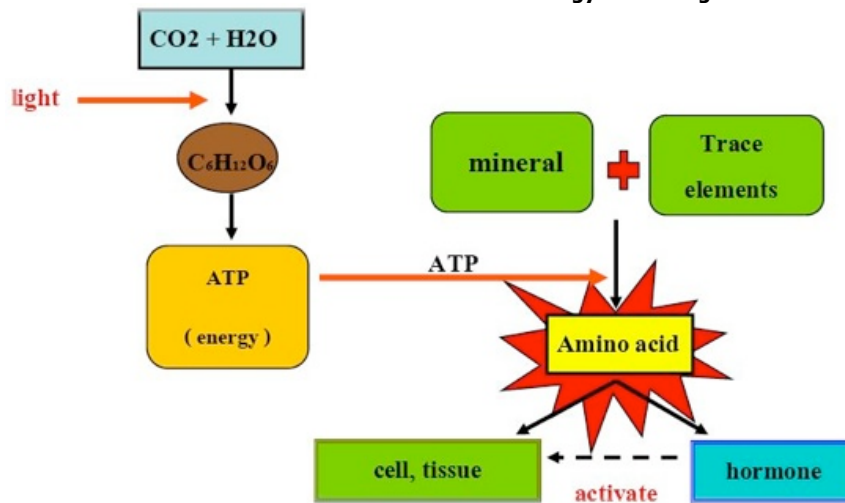 CO2 + H2O
light
C₆H₁₂O₆
mineral
Trace
elements
ATP
( energy )
ATP
Amino acid
cell, tissue
activate
hormone